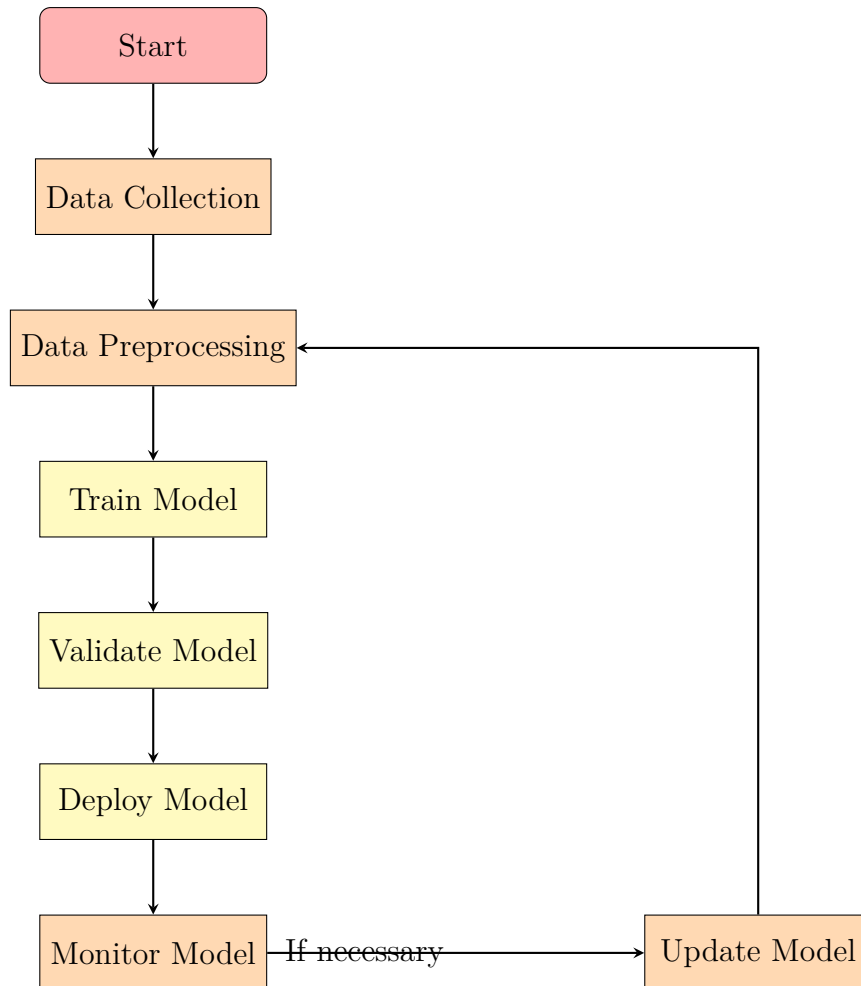 Start
Data Collection
Data Preprocessing
Train Model
Validate Model
Deploy Model
Monitor Model
If necessary
Update Model